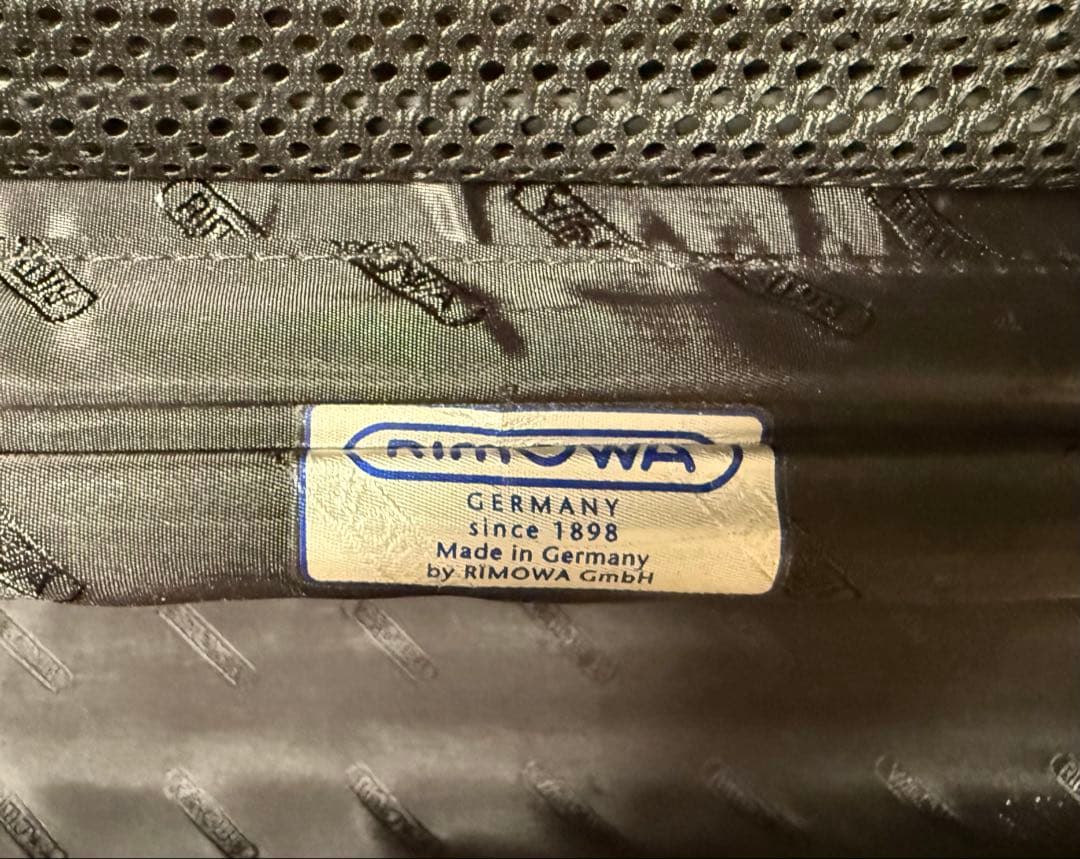 RIMOWA
GERMANY
since 1898
Made in Germany
by RIMOWA GmbH